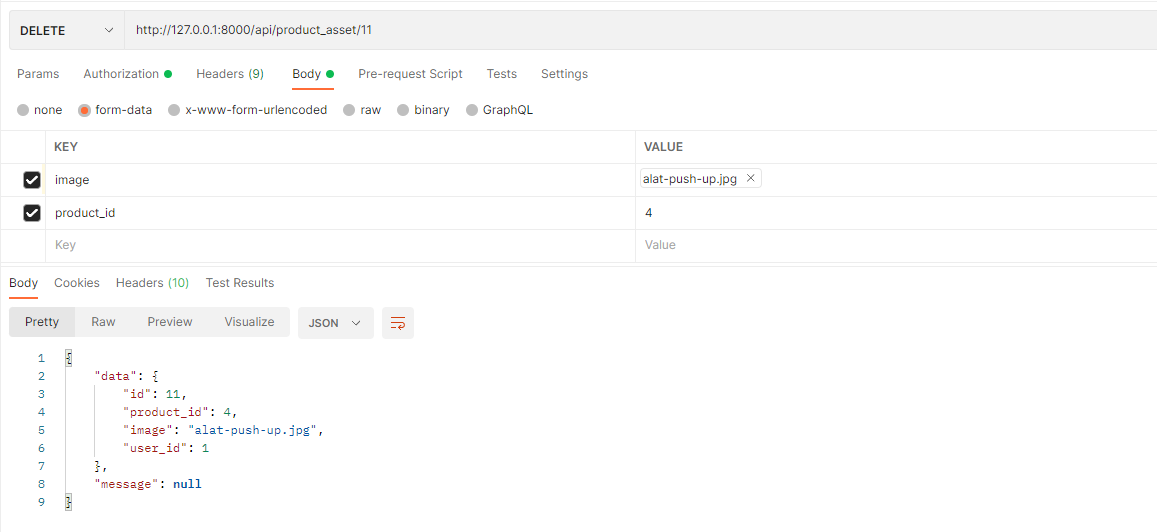 DELETE http://127.0.0.1:8000/api/product_asset/11
Params Authorization Headers (9) Body Pre-request Script Tests Settings
none form-data x-www-form-urlencoded raw binary GraphQL
KEY VALUE
image alat-push-up.jpg ×
product_id 4
Key Value
Body Cookies Headers (10) Test Results
Pretty Raw Preview Visualize JSON
1 {
2 "data": {
3 "id": 11,
4 "product_id": 4,
5 "image": "alat-push-up.jpg",
6 "user_id": 1
7 },
8 "message": null
9 }